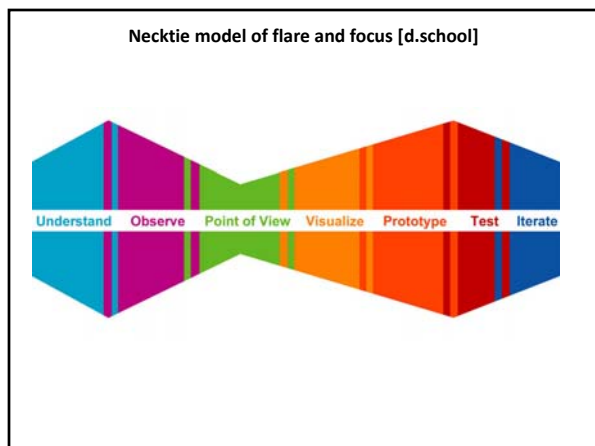 Necktie model of flare and focus [d.school]
Understand Observe Point of View Visualize Prototype Test Iterate